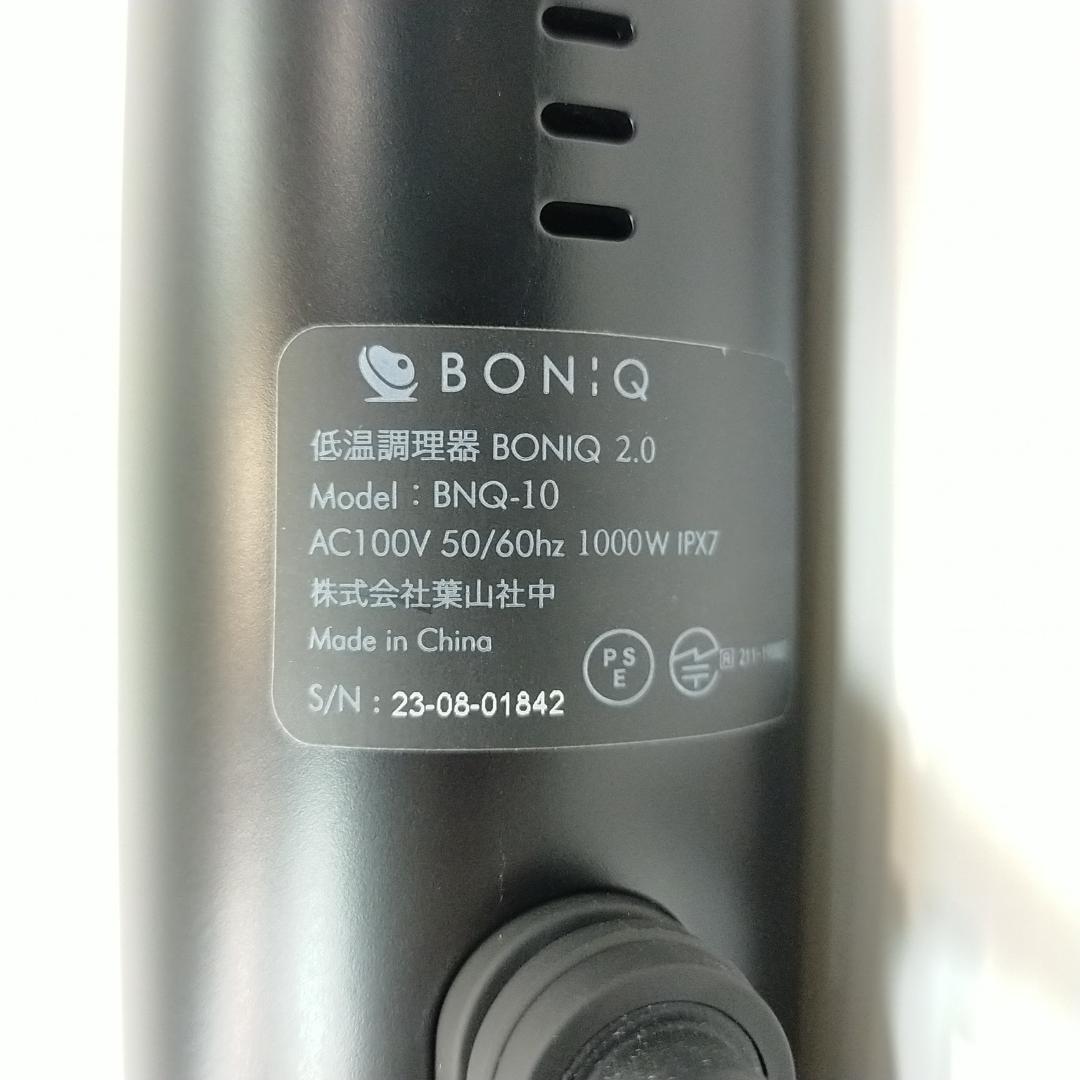 BONIQ
低温調理器 BONIQ 2.0
Model : BNQ-10
AC100V 50/60hz 1000W IPX7
株式会社葉山社中
Made in China
PSE
R
S/N : 23-08-01842